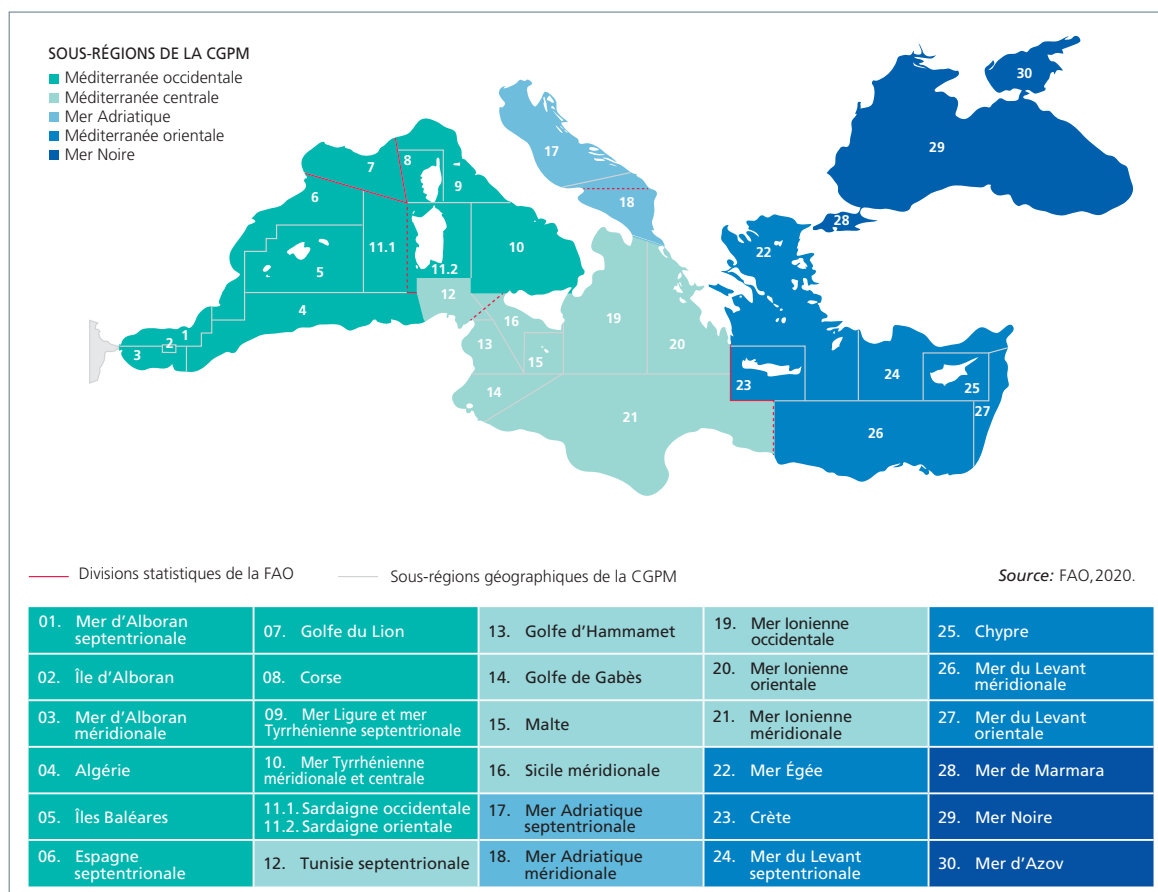 SOUS-RÉGIONS DE LA CGPM
Méditerranée occidentale
Méditerranée centrale
Mer Adriatique
Méditerranée orientale
Mer Noire
30
17
29
8
7
9
6
18
28
22
11.1
10
5
11.2
12
4
16
19
1
2
3
13
20
15
24
23
25
14
27
21
26
Divisions statistiques de la FAO
Sous-régions géographiques de la CGPM
Source: FAO,2020.
01. Mer d'Alboran
septentrionale
02. Île d'Alboran
03. Mer d'Alboran
méridionale
04. Algérie
05. Îles Baléares
06. Espagne
septentrionale
07. Golfe du Lion
08. Corse
09. Mer Ligure et mer
Tyrrhénienne septentrionale
10. Mer Tyrrhénienne
méridionale et centrale
11.1. Sardaigne occidentale
11.2. Sardaigne orientale
12. Tunisie septentrionale
13. Golfe d'Hammamet
14. Golfe de Gabès
15. Malte
16. Sicile méridionale
17. Mer Adriatique
septentrionale
18. Mer Adriatique
méridionale
19. Mer Ionienne
occidentale
20. Mer Ionienne
orientale
21. Mer Ionienne
méridionale
22. Mer Égée
23. Crète
24. Mer du Levant
septentrionale
25. Chypre
26. Mer du Levant
méridionale
27. Mer du Levant
orientale
28. Mer de Marmara
29. Mer Noire
30. Mer d'Azov